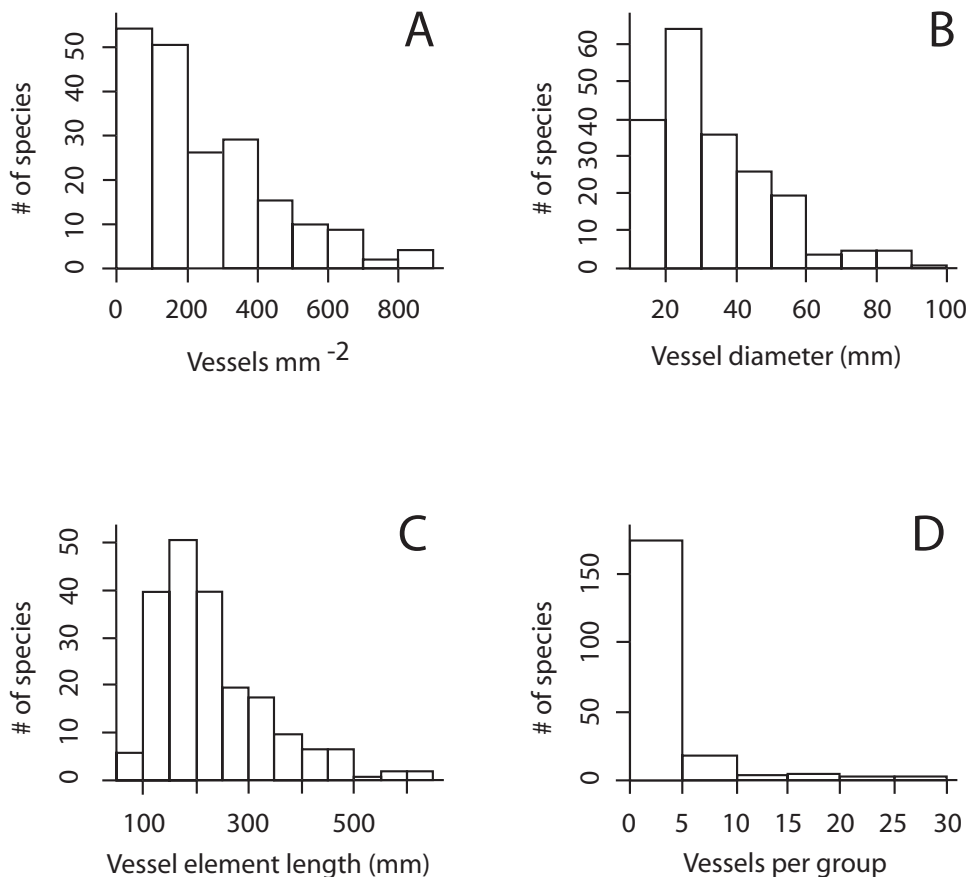 A
# of species
50
40
30
20
10
0
0 200 400 600 800
Vessels mm -2
B
# of species
60
50
40
30
20
10
0
20 40 60 80 100
Vessel diameter (mm)
C
# of species
50
40
30
20
10
0
100 300 500
Vessel element length (mm)
D
# of species
150
100
50
0
0 5 10 15 20 25 30
Vessels per group